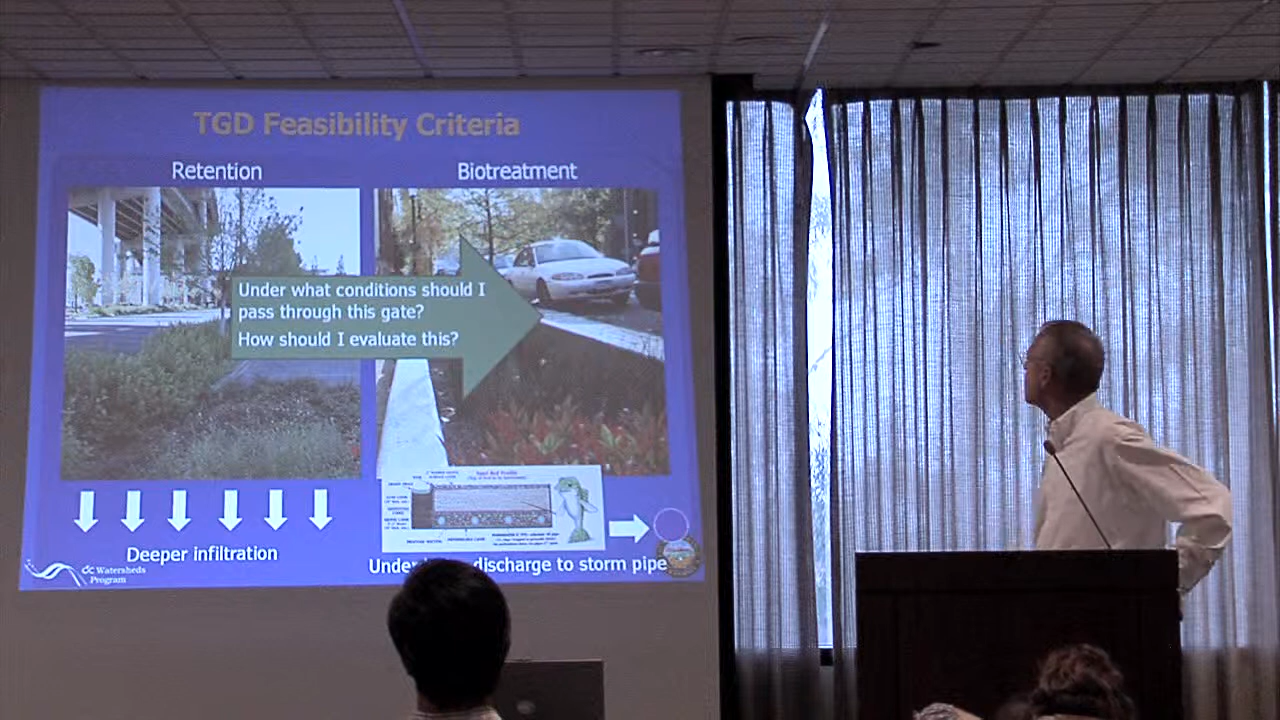 TGD Feasibility Criteria
Retention
Biotreatment
Under what conditions should I
pass through this gate?
How should I evaluate this?
Deeper infiltration
discharge to storm pipe
OC Watersheds
Program